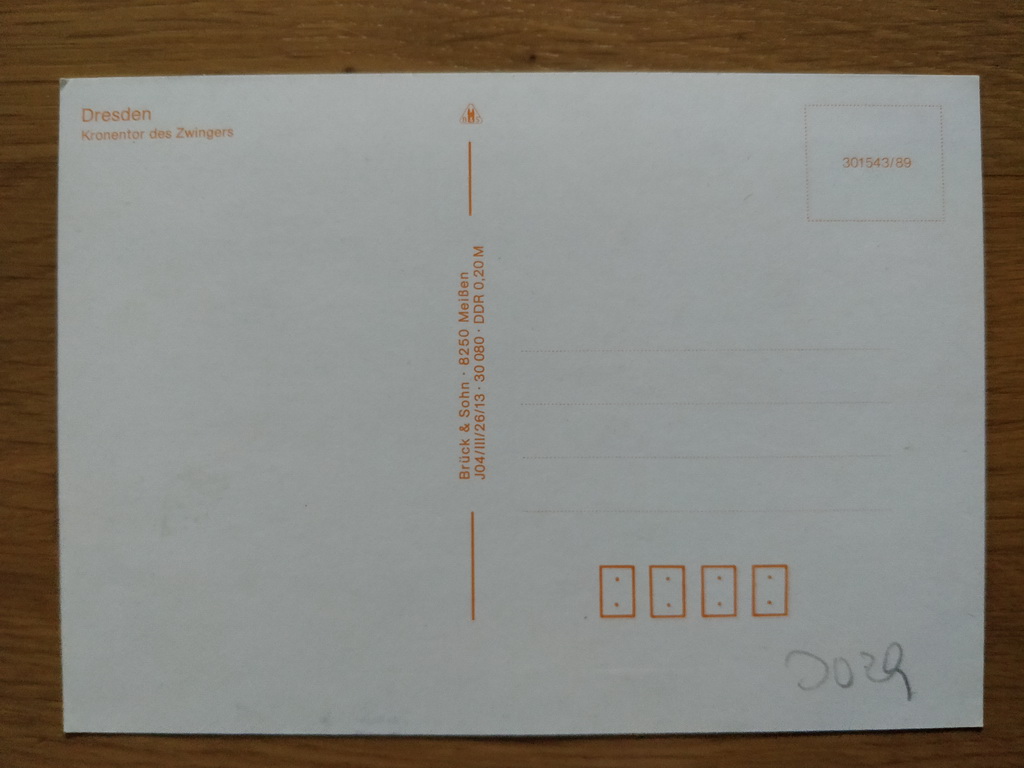 Dresden
Kronentor des Zwingers
301543/89
Brück & Sohn · 8250 Meißen
J04/III/26/13 · 30 080 · DDR 0,20 M